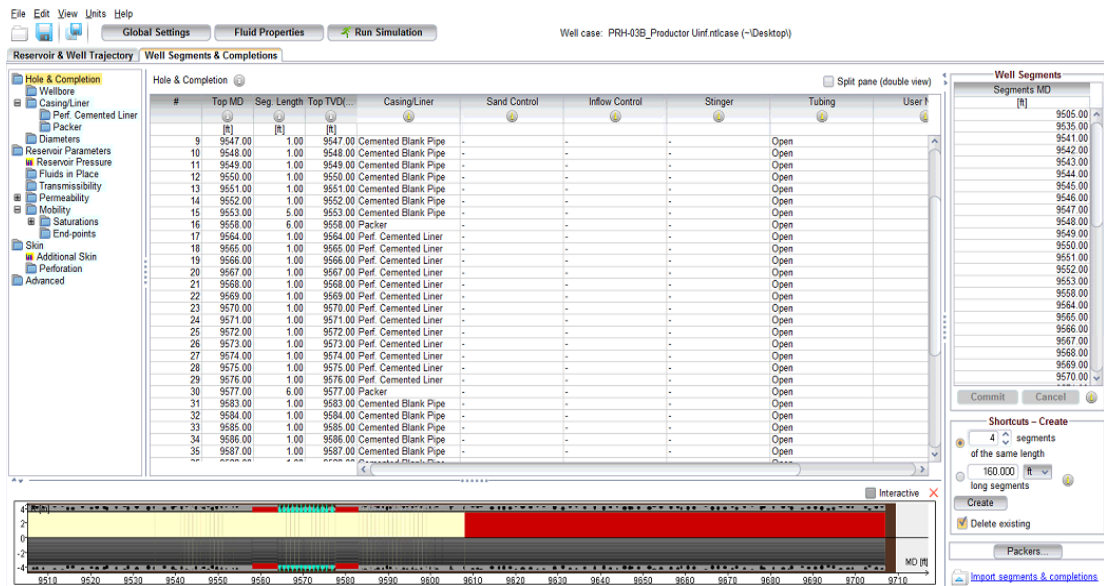 File Edit View Units Help
Global Settings Fluid Properties Run Simulation Well case: PRH-03B_Productor Uinf.ntlcase (~\Desktop\)
Reservoir & Well Trajectory Well Segments & Completions
Hole & Completion
Wellbore
Casing/Liner
Perf. Cemented Liner
Packer
Diameters
Reservoir Parameters
Reservoir Pressure
Fluids in Place
Transmissibility
Permeability
Mobility
Saturations
End-points
Skin
Additional Skin
Perforation
Advanced
Hole & Completion Split pane (double view)
# Top MD Seg. Length Top TVD(... Casing/Liner Sand Control Inflow Control Stinger Tubing User N
[ft] [ft] [ft]
9 9547.00 1.00 9547.00 Cemented Blank Pipe - - - Open
10 9548.00 1.00 9548.00 Cemented Blank Pipe - - - Open
11 9549.00 1.00 9549.00 Cemented Blank Pipe - - - Open
12 9550.00 1.00 9550.00 Cemented Blank Pipe - - - Open
13 9551.00 1.00 9551.00 Cemented Blank Pipe - - - Open
14 9552.00 1.00 9552.00 Cemented Blank Pipe - - - Open
15 9553.00 5.00 9553.00 Cemented Blank Pipe - - - Open
16 9558.00 6.00 9558.00 Packer - - - Open
17 9564.00 1.00 9564.00 Perf. Cemented Liner - - - Open
18 9565.00 1.00 9565.00 Perf. Cemented Liner - - - Open
19 9566.00 1.00 9566.00 Perf. Cemented Liner - - - Open
20 9567.00 1.00 9567.00 Perf. Cemented Liner - - - Open
21 9568.00 1.00 9568.00 Perf. Cemented Liner - - - Open
22 9569.00 1.00 9569.00 Perf. Cemented Liner - - - Open
23 9570.00 1.00 9570.00 Perf. Cemented Liner - - - Open
24 9571.00 1.00 9571.00 Perf. Cemented Liner - - - Open
25 9572.00 1.00 9572.00 Perf. Cemented Liner - - - Open
26 9573.00 1.00 9573.00 Perf. Cemented Liner - - - Open
27 9574.00 1.00 9574.00 Perf. Cemented Liner - - - Open
28 9575.00 1.00 9575.00 Perf. Cemented Liner - - - Open
29 9576.00 1.00 9576.00 Perf. Cemented Liner - - - Open
30 9577.00 6.00 9577.00 Packer - - - Open
31 9583.00 1.00 9583.00 Cemented Blank Pipe - - - Open
32 9584.00 1.00 9584.00 Cemented Blank Pipe - - - Open
33 9585.00 1.00 9585.00 Cemented Blank Pipe - - - Open
34 9586.00 1.00 9586.00 Cemented Blank Pipe - - - Open
35 9587.00 1.00 9587.00 Cemented Blank Pipe - - - Open
Well Segments
Segments MD
[ft]
9505.00
9535.00
9541.00
9542.00
9543.00
9544.00
9545.00
9546.00
9547.00
9548.00
9549.00
9550.00
9551.00
9552.00
9553.00
9558.00
9564.00
9565.00
9566.00
9567.00
9568.00
9569.00
9570.00
Commit Cancel
Shortcuts – Create
4 segments
of the same length
160.000 ft
long segments
Create
Delete existing
Packers...
Import segments & completions
Interactive
4
2
0
-2
-4
MD [ft]
9510 9520 9530 9540 9550 9560 9570 9580 9590 9600 9610 9620 9630 9640 9650 9660 9670 9680 9690 9700 9710